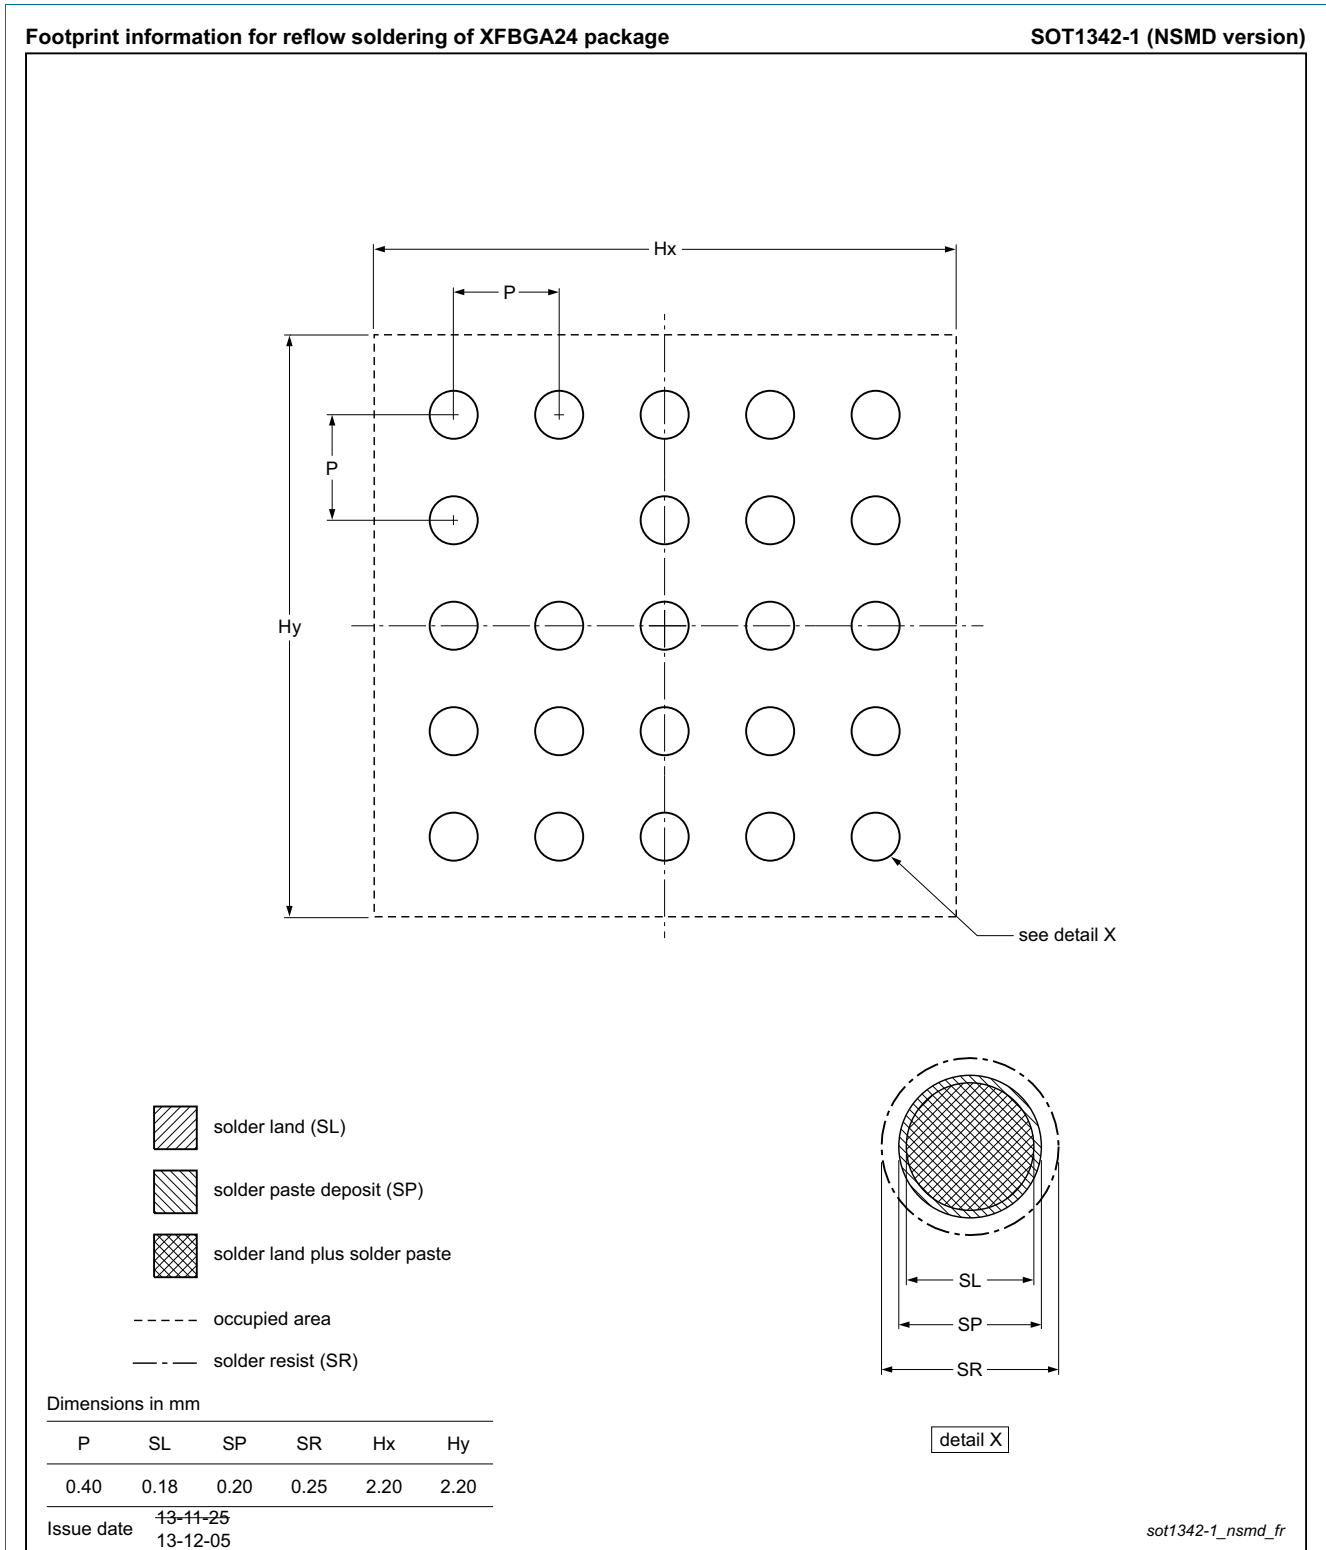 Footprint information for reflow soldering of XFBGA24 package SOT1342-1 (NSMD version)
Hx
P
P
Hy
see detail X
solder land (SL)
solder paste deposit (SP)
solder land plus solder paste
occupied area
solder resist (SR)
SL
SP
SR
detail X
Dimensions in mm
P SL SP SR Hx Hy
0.40 0.18 0.20 0.25 2.20 2.20
Issue date 13-11-25
13-12-05
sot1342-1_nsmd_fr